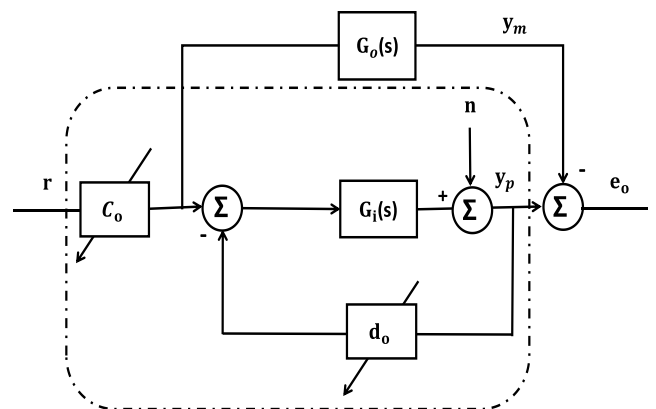 G_o(s)
y_m
n
r
C_o
Σ
-
G_i(s)
+
Σ
y_p
-
Σ
e_o
d_o